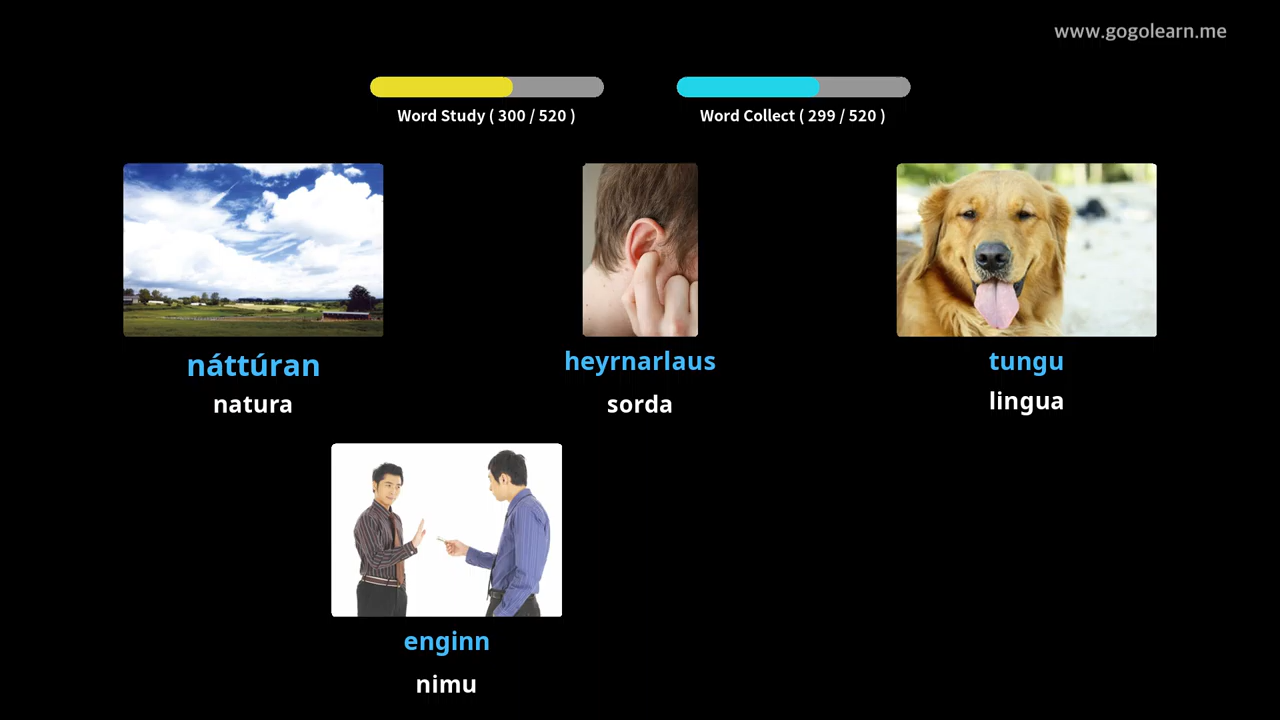 www.gogolearn.me
Word Study ( 300 / 520 )
Word Collect ( 299 / 520 )
náttúran
natura
heyrnarlaus
sorda
tungu
lingua
enginn
nimu